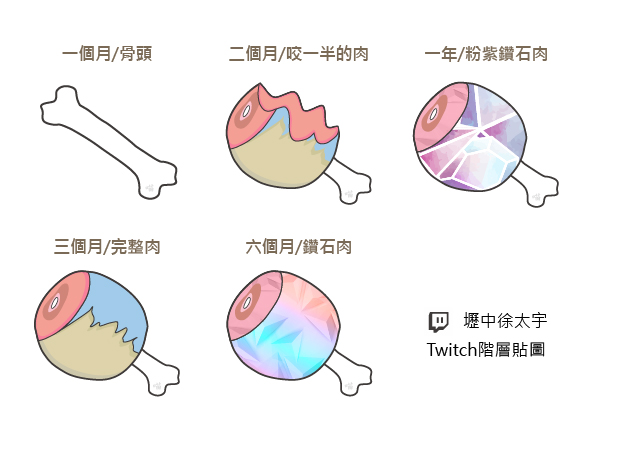 一個月/骨頭
二個月/咬一半的肉
一年/粉紫鑽石肉
三個月/完整肉
六個月/鑽石肉
壢中徐太宇
Twitch階層貼圖